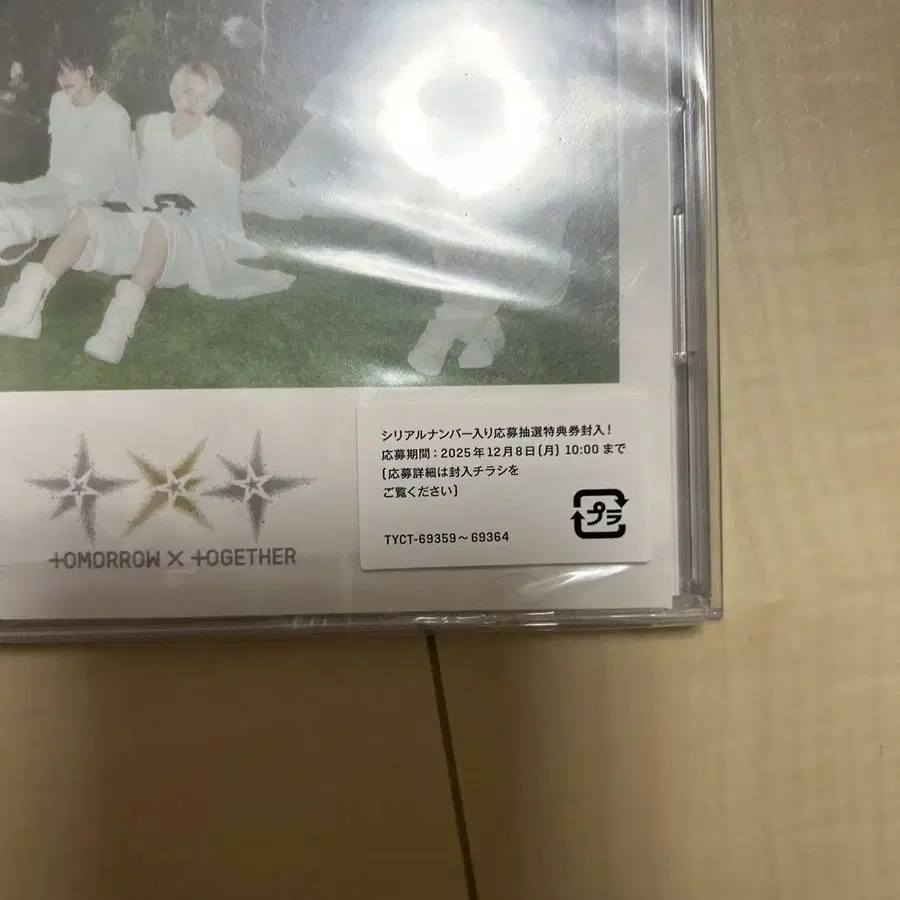 シリアルナンバー入り応募抽選特典券封入！
応募期間：2025年12月8日(月) 10:00 まで
(応募詳細は封入チラシを
ご覧ください)
プラ
TYCT-69359～69364
TOMORROW × TOGETHER